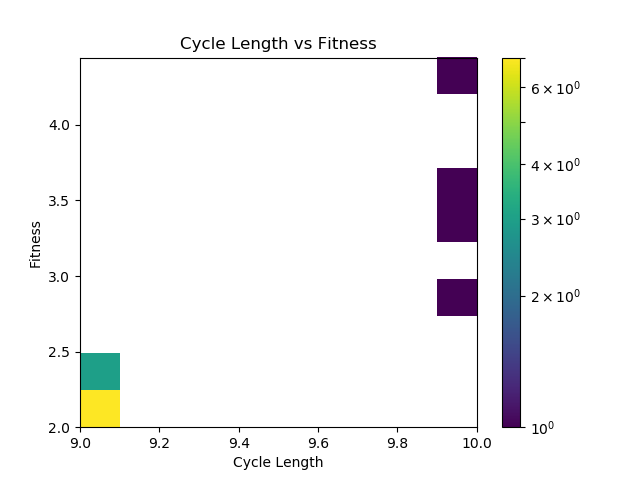 Cycle Length vs Fitness
Fitness
4.0
3.5
3.0
2.5
2.0
9.0 9.2 9.4 9.6 9.8 10.0
Cycle Length
6 × 10⁰
4 × 10⁰
3 × 10⁰
2 × 10⁰
10⁰